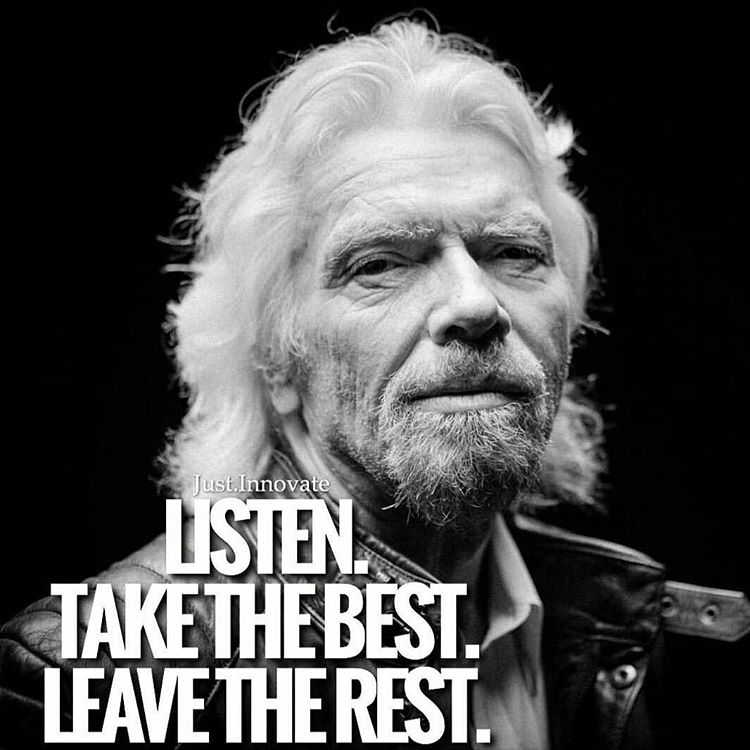 Just.Innovate
LISTEN.
TAKE THE BEST.
LEAVE THE REST.